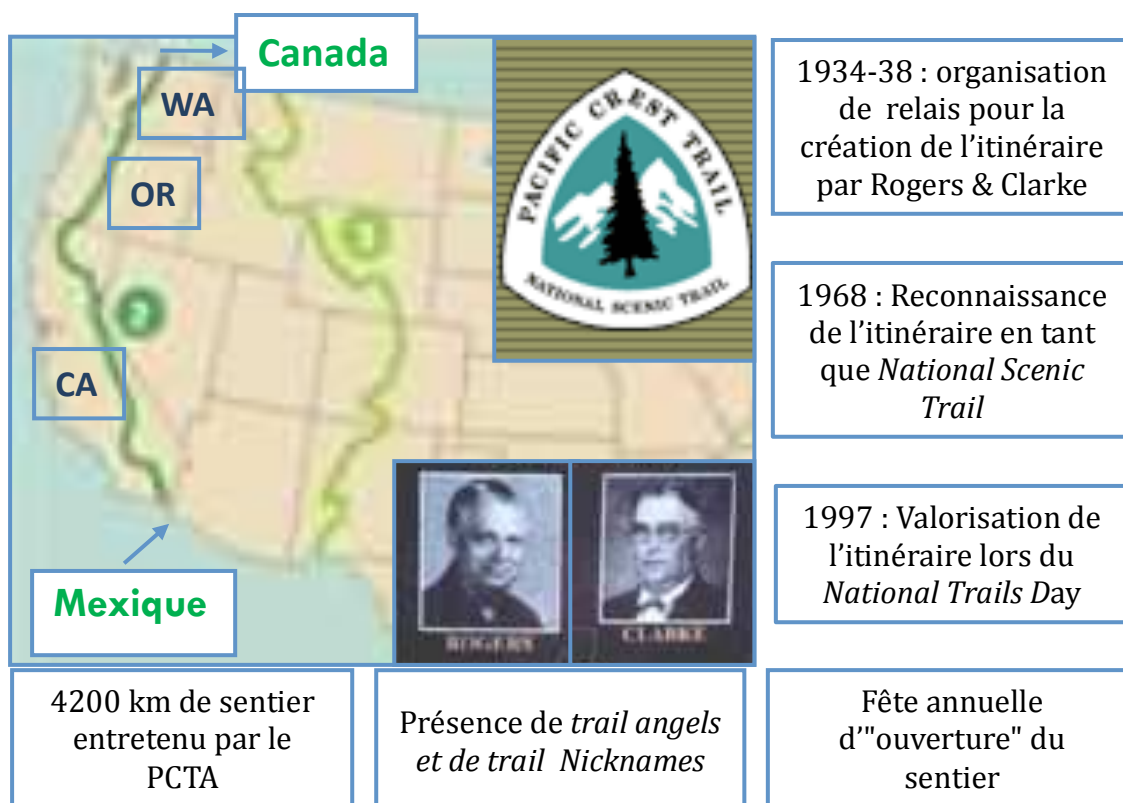 Canada
WA
OR
2
3
CA
Mexique
PACIFIC CREST TRAIL
NATIONAL SCENIC TRAIL
ROGERS
CLARKE
1934-38 : organisation
de relais pour la
création de l'itinéraire
par Rogers & Clarke
1968 : Reconnaissance
de l'itinéraire en tant
que National Scenic
Trail
1997 : Valorisation de
l'itinéraire lors du
National Trails Day
4200 km de sentier
entretenu par le
PCTA
Présence de trail angels
et de trail Nicknames
Fête annuelle
d'"ouverture" du
sentier